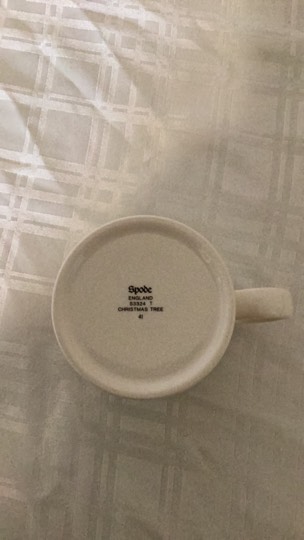 Spode
ENGLAND
S3324 T
CHRISTMAS TREE